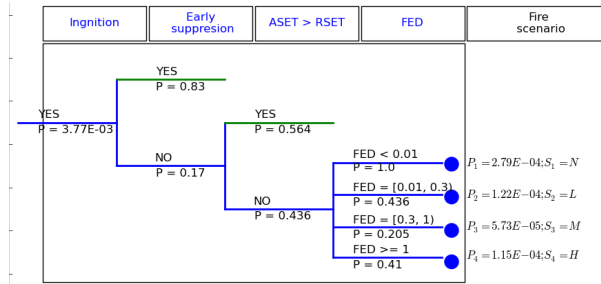 Ingnition
Early
suppresion
ASET > RSET
FED
Fire
scenario
YES
P = 3.77E-03
YES
P = 0.83
NO
P = 0.17
YES
P = 0.564
NO
P = 0.436
FED < 0.01
P = 1.0
FED = [0.01, 0.3)
P = 0.436
FED = [0.3, 1)
P = 0.205
FED >= 1
P = 0.41
P₁ = 2.79E−04; S₁ = N
P₂ = 1.22E−04; S₂ = L
P₃ = 5.73E−05; S₃ = M
P₄ = 1.15E−04; S₄ = H